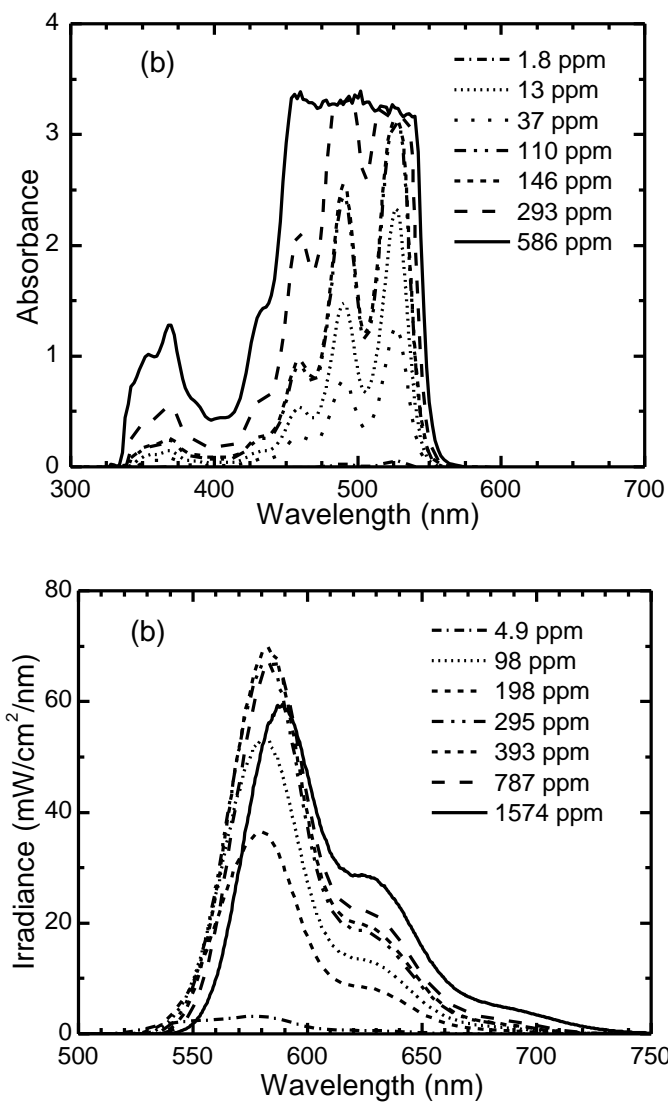 4
(b)
1.8 ppm
13 ppm
37 ppm
110 ppm
146 ppm
293 ppm
586 ppm
3
2
1
0
Absorbance
300 400 500 600 700
Wavelength (nm)
80
(b)
4.9 ppm
98 ppm
198 ppm
295 ppm
393 ppm
787 ppm
1574 ppm
60
40
20
0
Irradiance (mW/cm²/nm)
500 550 600 650 700 750
Wavelength (nm)